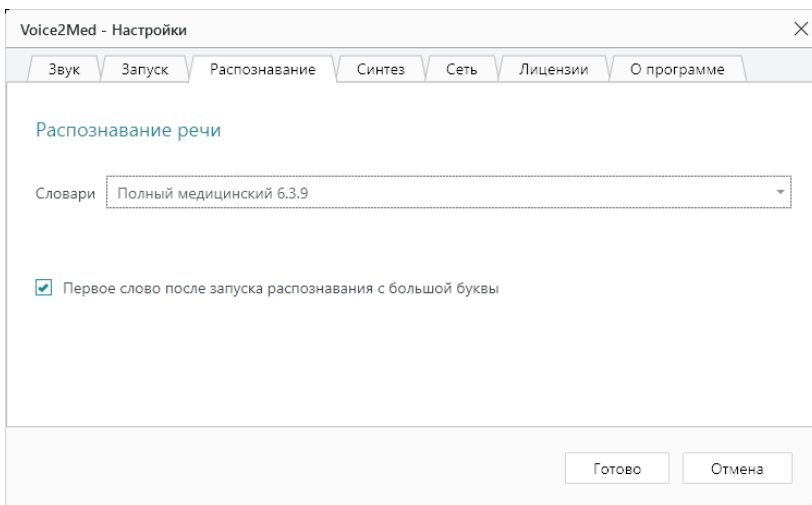 Voice2Med - Настройки
Звук Запуск Распознавание Синтез Сеть Лицензии О программе
Распознавание речи
Словари Полный медицинский 6.3.9
Первое слово после запуска распознавания с большой буквы
Готово Отмена